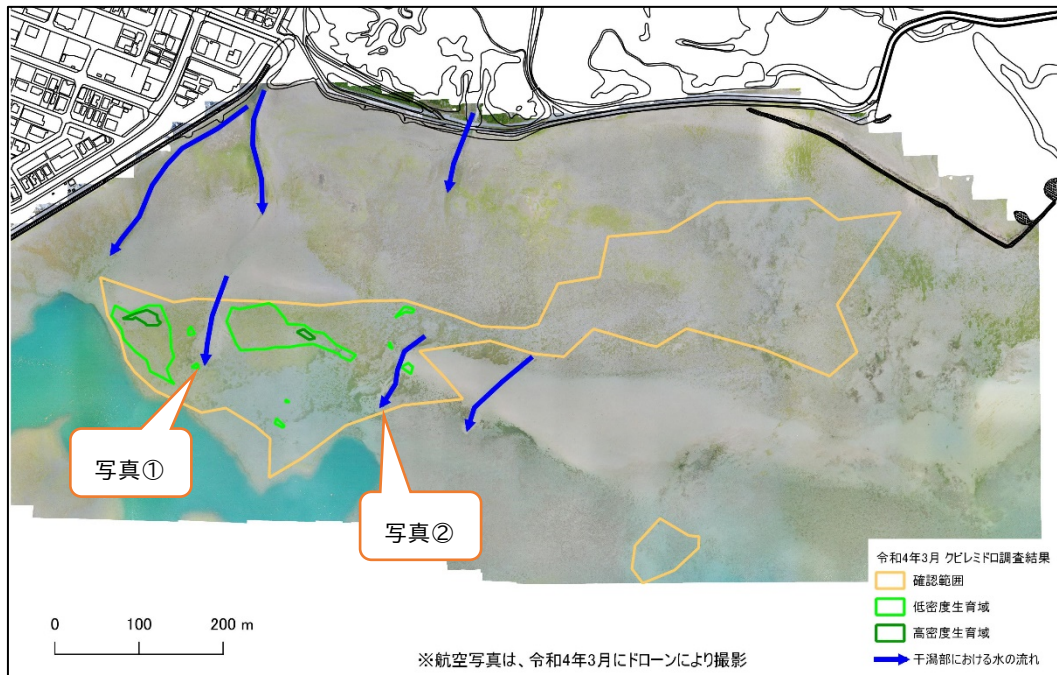 写真①
写真②
令和4年3月 クビレミドロ調査結果
確認範囲
低密度生育域
高密度生育域
干潟部における水の流れ
0 100 200 m
※航空写真は、令和4年3月にドローンにより撮影